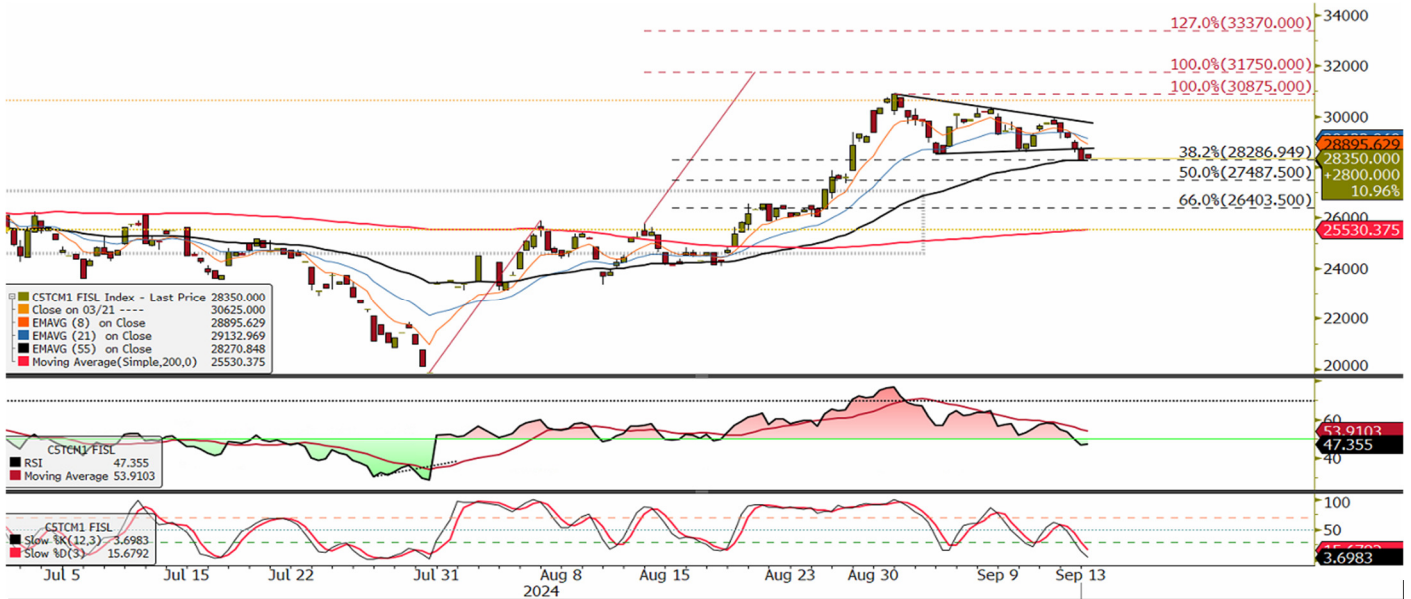 34000
127.0%(33370.000)
32000
100.0%(31750.000)
100.0%(30875.000)
30000
28895.629
38.2%(28286.949)
28350.000
+2800.000
50.0%(27487.500)
10.96%
66.0%(26403.500)
26000
25530.375
24000
CSTCM1 FISL Index - Last Price 28350.000
Close on 03/21 ---- 30625.000
EMAVG (8) on Close 28895.629
EMAVG (21) on Close 29132.969
EMAVG (55) on Close 28270.848
Moving Average(Simple,200,0) 25530.375
22000
20000
60
53.9103
47.355
40
CSTCM1 FISL
RSI 47.355
Moving Average 53.9103
100
50
CSTCM1 FISL
Slow %K(12,3) 3.6983
Slow %D(3) 15.6792
3.6983
Jul 5 Jul 15 Jul 22 Jul 31 Aug 8 Aug 15 Aug 23 Aug 30 Sep 9 Sep 13
2024